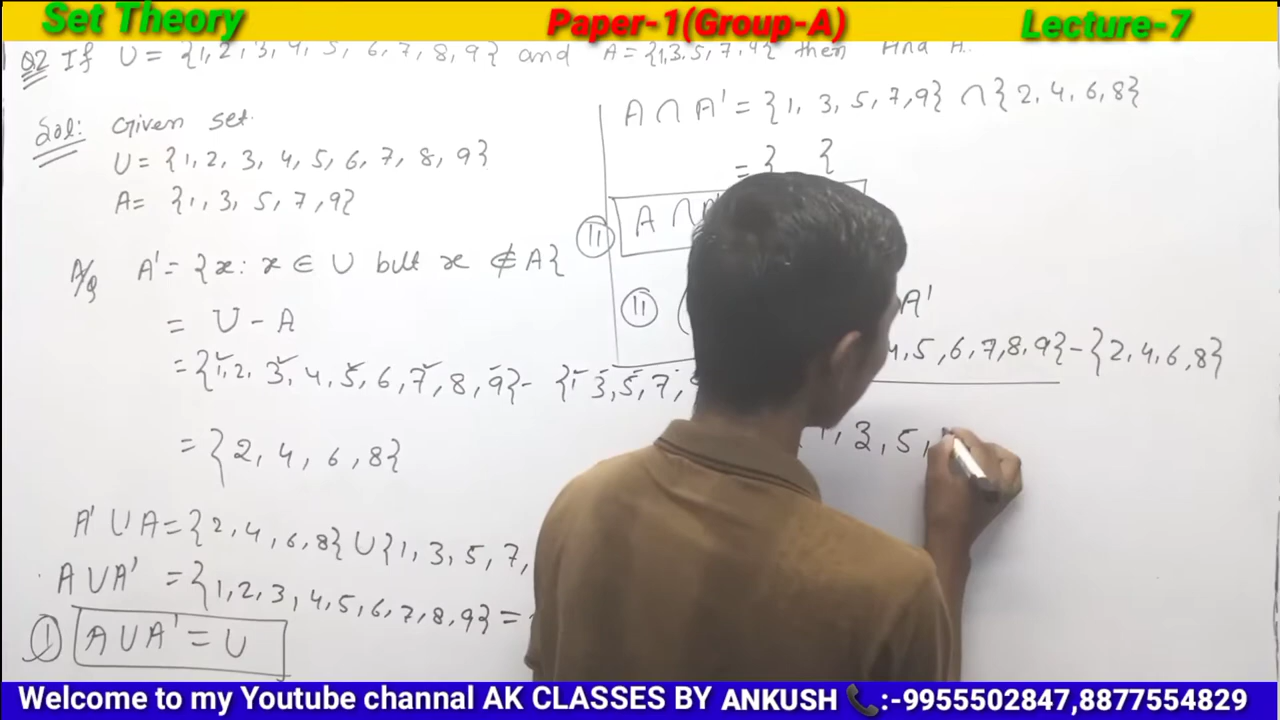 Set Theory
Paper-1(Group-A)
Lecture-7
Q2 If U = {1, 2, 3, 4, 5, 6, 7, 8, 9} and A = {1, 3, 5, 7, 9} then find
Sol: Given set.
U = {1, 2, 3, 4, 5, 6, 7, 8, 9}
A = {1, 3, 5, 7, 9}
A/Q A' = {x : x ∈ U but x ∉ A}
= U - A
= {1, 2, 3, 4, 5, 6, 7, 8, 9} - {1 3, 5, 7,
= {2, 4, 6, 8}
A' ∪ A = {2, 4, 6, 8} ∪ {1, 3, 5, 7,
A ∪ A' = {1, 2, 3, 4, 5, 6, 7, 8, 9} =
(I) A ∪ A' = U
A ∩ A' = {1, 3, 5, 7, 9} ∩ {2, 4, 6, 8}
= { }
(II) A ∩
(II) ( A'
4, 5, 6, 7, 8, 9} - {2, 4, 6, 8}
1, 3, 5,
Welcome to my Youtube channal AK CLASSES BY ANKUSH 📞:-9955502847,8877554829